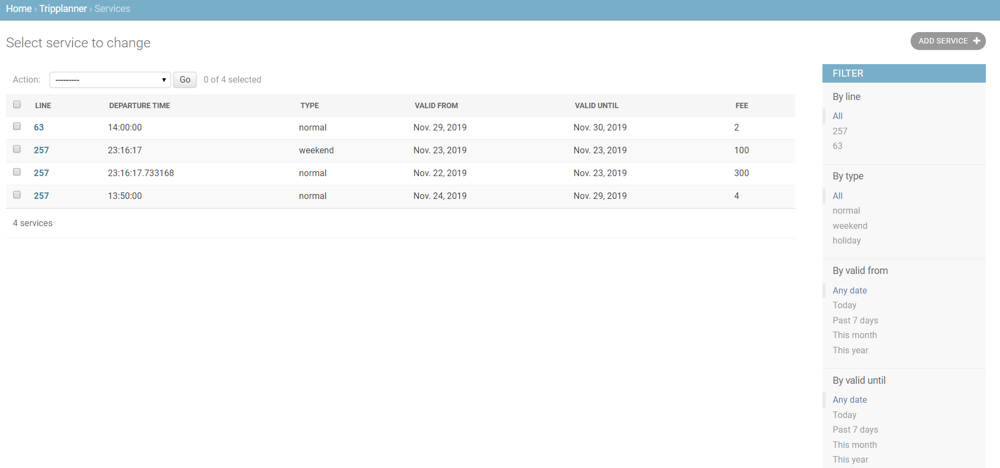 Home › Tripplanner › Services
Select service to change
ADD SERVICE
Action: --------- Go 0 of 4 selected
LINE DEPARTURE TIME TYPE VALID FROM VALID UNTIL FEE
63 14:00:00 normal Nov. 29, 2019 Nov. 30, 2019 2
257 23:16:17 weekend Nov. 23, 2019 Nov. 23, 2019 100
257 23:16:17.733168 normal Nov. 22, 2019 Nov. 23, 2019 300
257 13:50:00 normal Nov. 24, 2019 Nov. 29, 2019 4
4 services
FILTER
By line
All
257
63
By type
All
normal
weekend
holiday
By valid from
Any date
Today
Past 7 days
This month
This year
By valid until
Any date
Today
Past 7 days
This month
This year